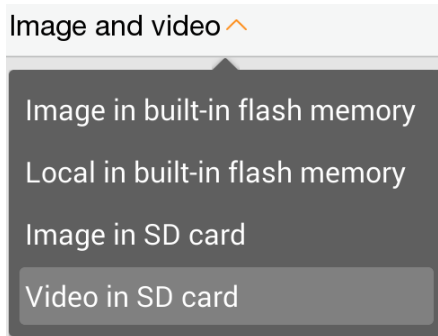 Image and video
Image in built-in flash memory
Local in built-in flash memory
Image in SD card
Video in SD card